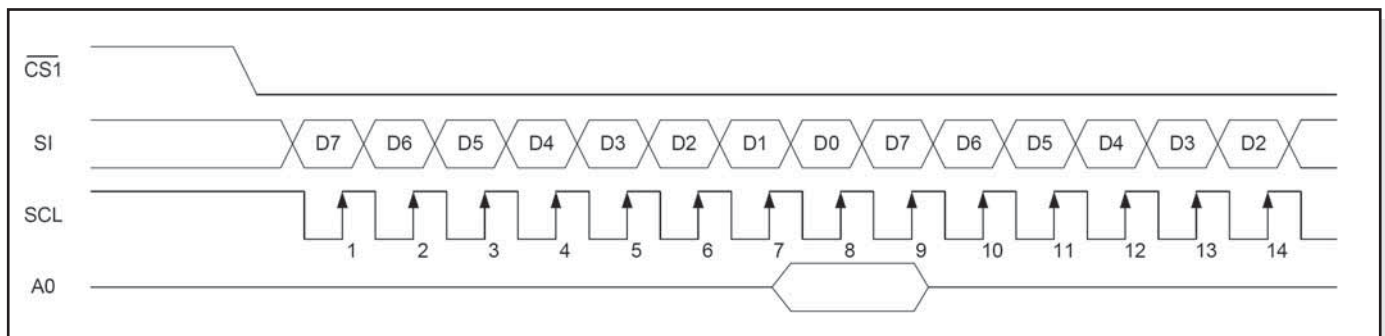 CS1
SI D7 D6 D5 D4 D3 D2 D1 D0 D7 D6 D5 D4 D3 D2
SCL
1 2 3 4 5 6 7 8 9 10 11 12 13 14
A0